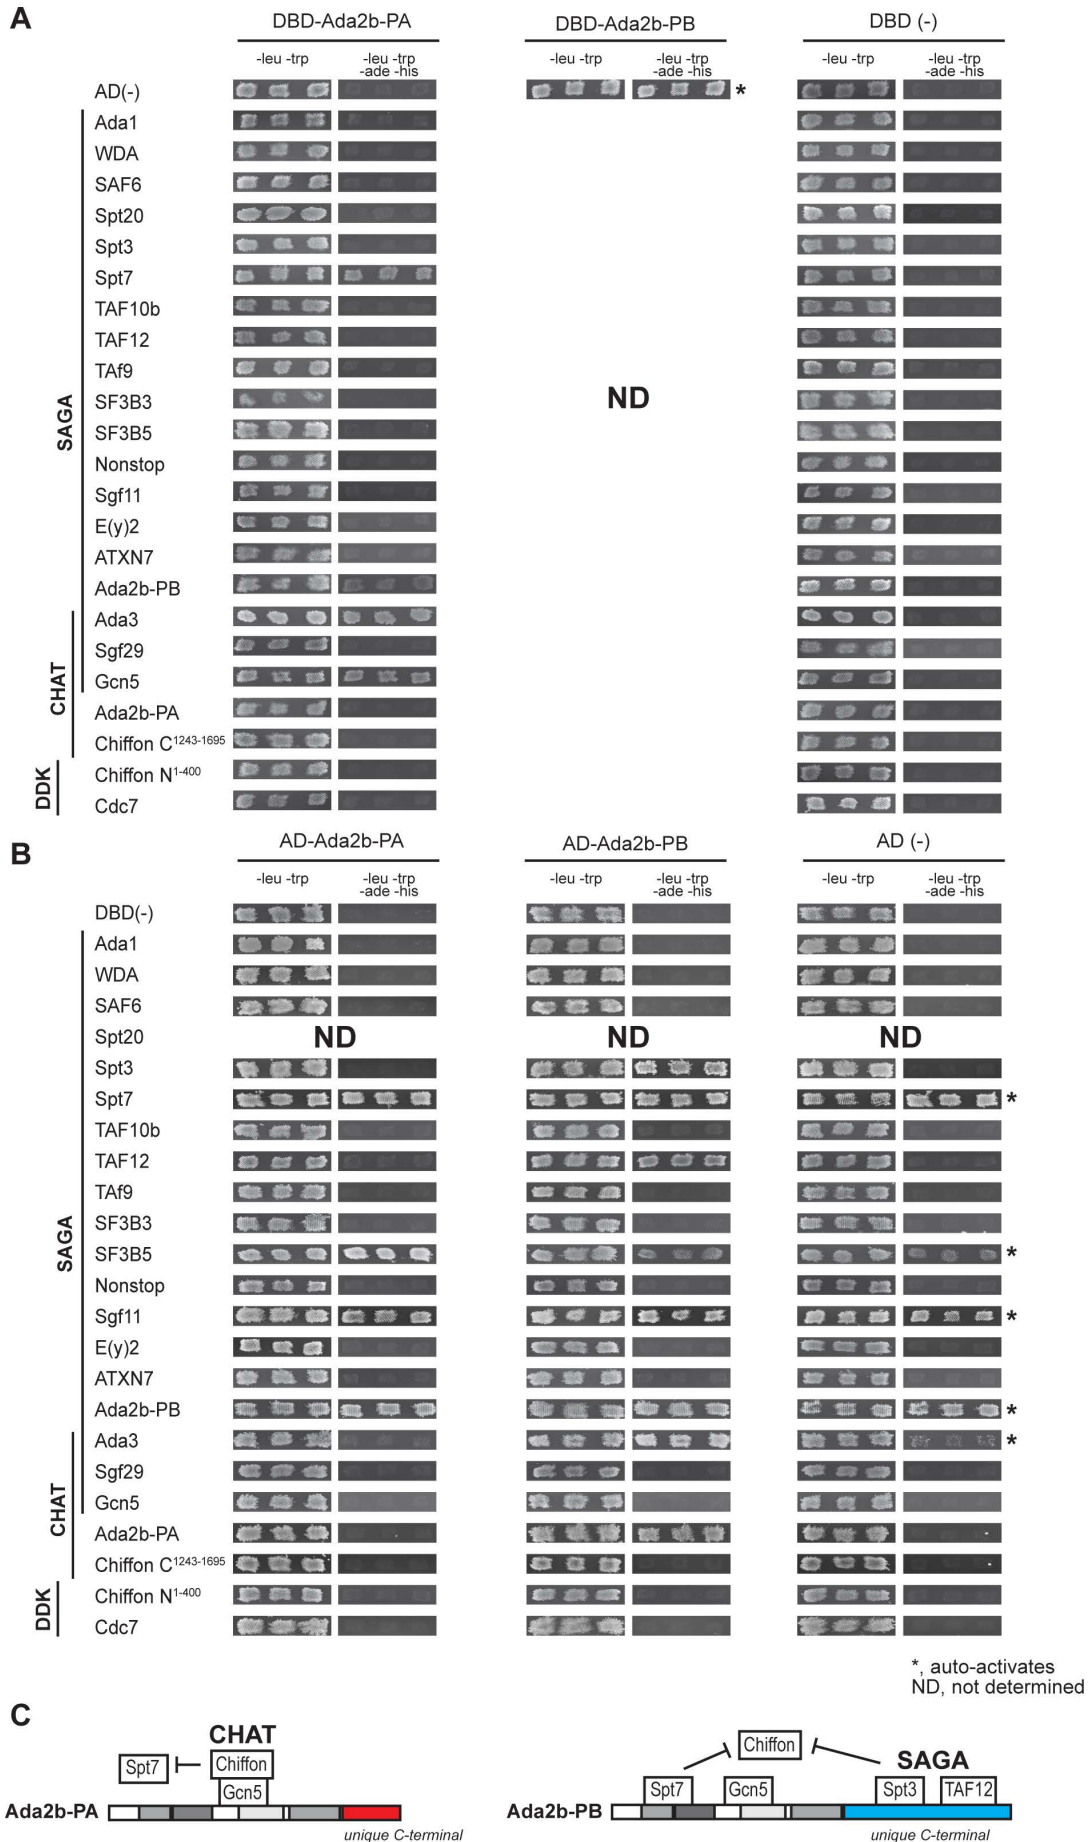 A
DBD-Ada2b-PA DBD-Ada2b-PB DBD (-)
-leu -trp -leu -trp -ade -his -leu -trp -leu -trp -ade -his -leu -trp -leu -trp -ade -his
AD(-) *
Ada1
WDA
SAF6
Spt20
Spt3
Spt7
TAF10b
TAF12
TAf9
SF3B3 ND
SF3B5
Nonstop
Sgf11
E(y)2
ATXN7
Ada2b-PB
Ada3
Sgf29
Gcn5
Ada2b-PA
Chiffon C1243-1695
Chiffon N1-400
Cdc7
SAGA
CHAT
DDK
B
AD-Ada2b-PA AD-Ada2b-PB AD (-)
-leu -trp -leu -trp -ade -his -leu -trp -leu -trp -ade -his -leu -trp -leu -trp -ade -his
DBD(-)
Ada1
WDA
SAF6
Spt20 ND ND ND
Spt3
Spt7 *
TAF10b
TAF12
TAf9
SF3B3
SF3B5 *
Nonstop
Sgf11 *
E(y)2
ATXN7
Ada2b-PB *
Ada3 *
Sgf29
Gcn5
Ada2b-PA
Chiffon C1243-1695
Chiffon N1-400
Cdc7
SAGA
CHAT
DDK
*, auto-activates
ND, not determined
C
CHAT
Spt7 Chiffon
Gcn5
Ada2b-PA
unique C-terminal
Chiffon
SAGA
Spt7 Gcn5 Spt3 TAF12
Ada2b-PB
unique C-terminal